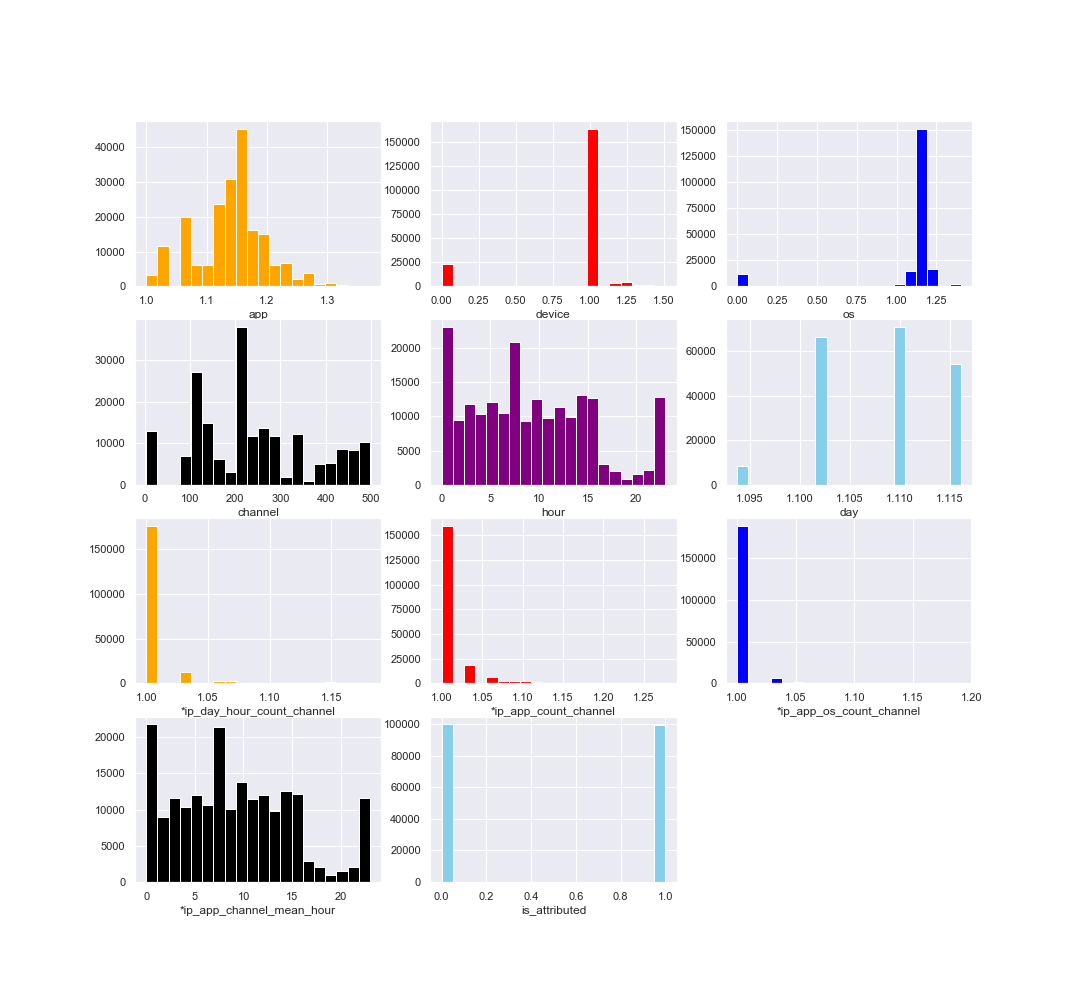 40000
30000
20000
10000
0
1.0 1.1 1.2 1.3
app
150000
125000
100000
75000
50000
25000
0
0.00 0.25 0.50 0.75 1.00 1.25 1.50
device
150000
125000
100000
75000
50000
25000
0
0.00 0.25 0.50 0.75 1.00 1.25
os
30000
20000
10000
0
0 100 200 300 400 500
channel
20000
15000
10000
5000
0
0 5 10 15 20
hour
60000
40000
20000
0
1.095 1.100 1.105 1.110 1.115
day
150000
100000
50000
0
1.00 1.05 1.10 1.15
*ip_day_hour_count_channel
150000
125000
100000
75000
50000
25000
0
1.00 1.05 1.10 1.15 1.20 1.25
*ip_app_count_channel
150000
100000
50000
0
1.00 1.05 1.10 1.15 1.20
*ip_app_os_count_channel
20000
15000
10000
5000
0
0 5 10 15 20
*ip_app_channel_mean_hour
100000
80000
60000
40000
20000
0
0.0 0.2 0.4 0.6 0.8 1.0
is_attributed